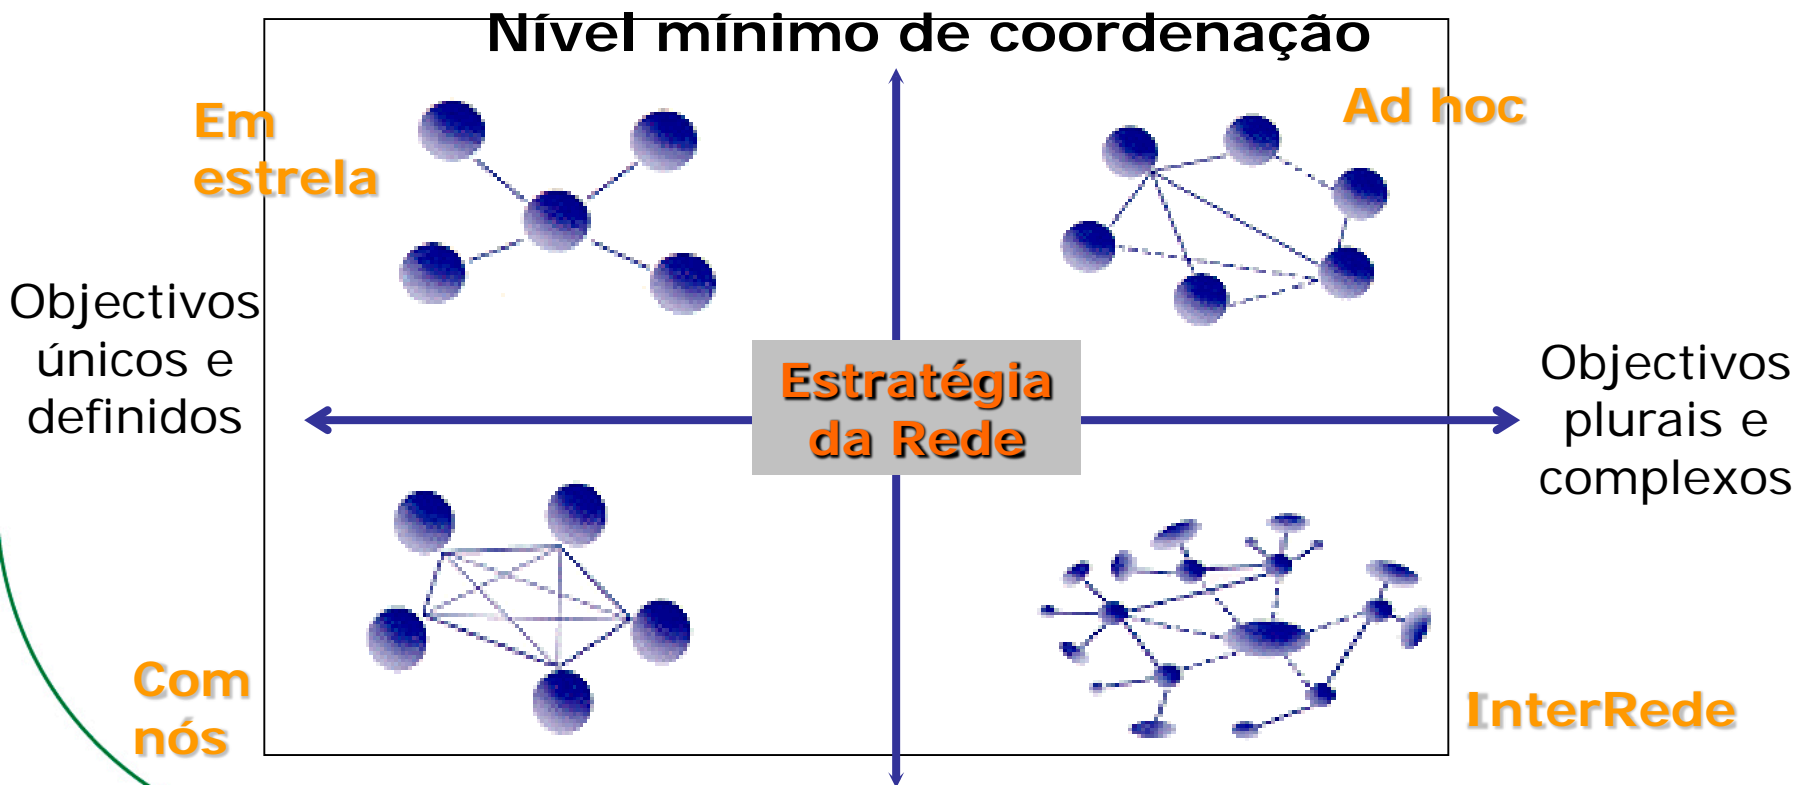 Nível mínimo de coordenação
Em
estrela
Ad hoc
Objectivos
únicos e
definidos
Estratégia
da Rede
Objectivos
plurais e
complexos
Com
nós
InterRede